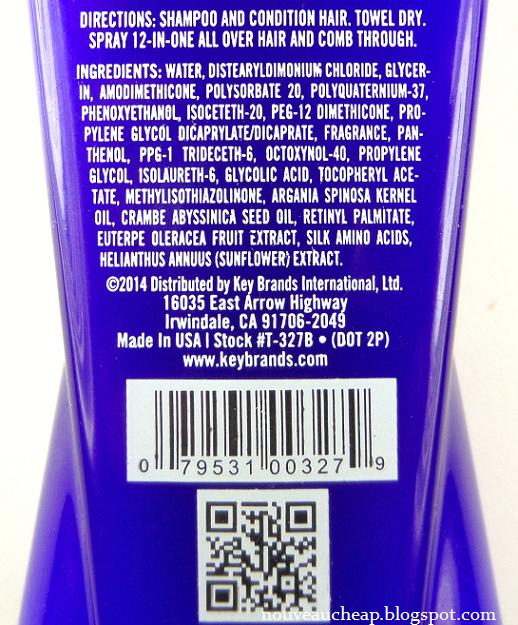 DIRECTIONS: SHAMPOO AND CONDITION HAIR. TOWEL DRY.
SPRAY 12-IN-ONE ALL OVER HAIR AND COMB THROUGH.
INGREDIENTS: WATER, DISTEARYLDIMONIUM CHLORIDE, GLYCER-
IN, AMODIMETHICONE, POLYSORBATE 20, POLYQUATERNIUM-37,
PHENOXYETHANOL, ISOCETETH-20, PEG-12 DIMETHICONE, PRO-
PYLENE GLYCOL DICAPRYLATE/DICAPRATE, FRAGRANCE, PAN-
THENOL, PPG-1 TRIDECETH-6, OCTOXYNOL-40, PROPYLENE
GLYCOL, ISOLAURETH-6, GLYCOLIC ACID, TOCOPHERYL ACE-
TATE, METHYLISOTHIAZOLINONE, ARGANIA SPINOSA KERNEL
OIL, CRAMBE ABYSSINICA SEED OIL, RETINYL PALMITATE,
EUTERPE OLERACEA FRUIT EXTRACT, SILK AMINO ACIDS,
HELIANTHUS ANNUUS (SUNFLOWER) EXTRACT.
©2014 Distributed by Key Brands International, Ltd.
16035 East Arrow Highway
Irwindale, CA 91706-2049
Made In USA | Stock #T-327B • (DOT 2P)
www.keybrands.com
0 79531 00327 9
nouveaucheap.blogspot.com